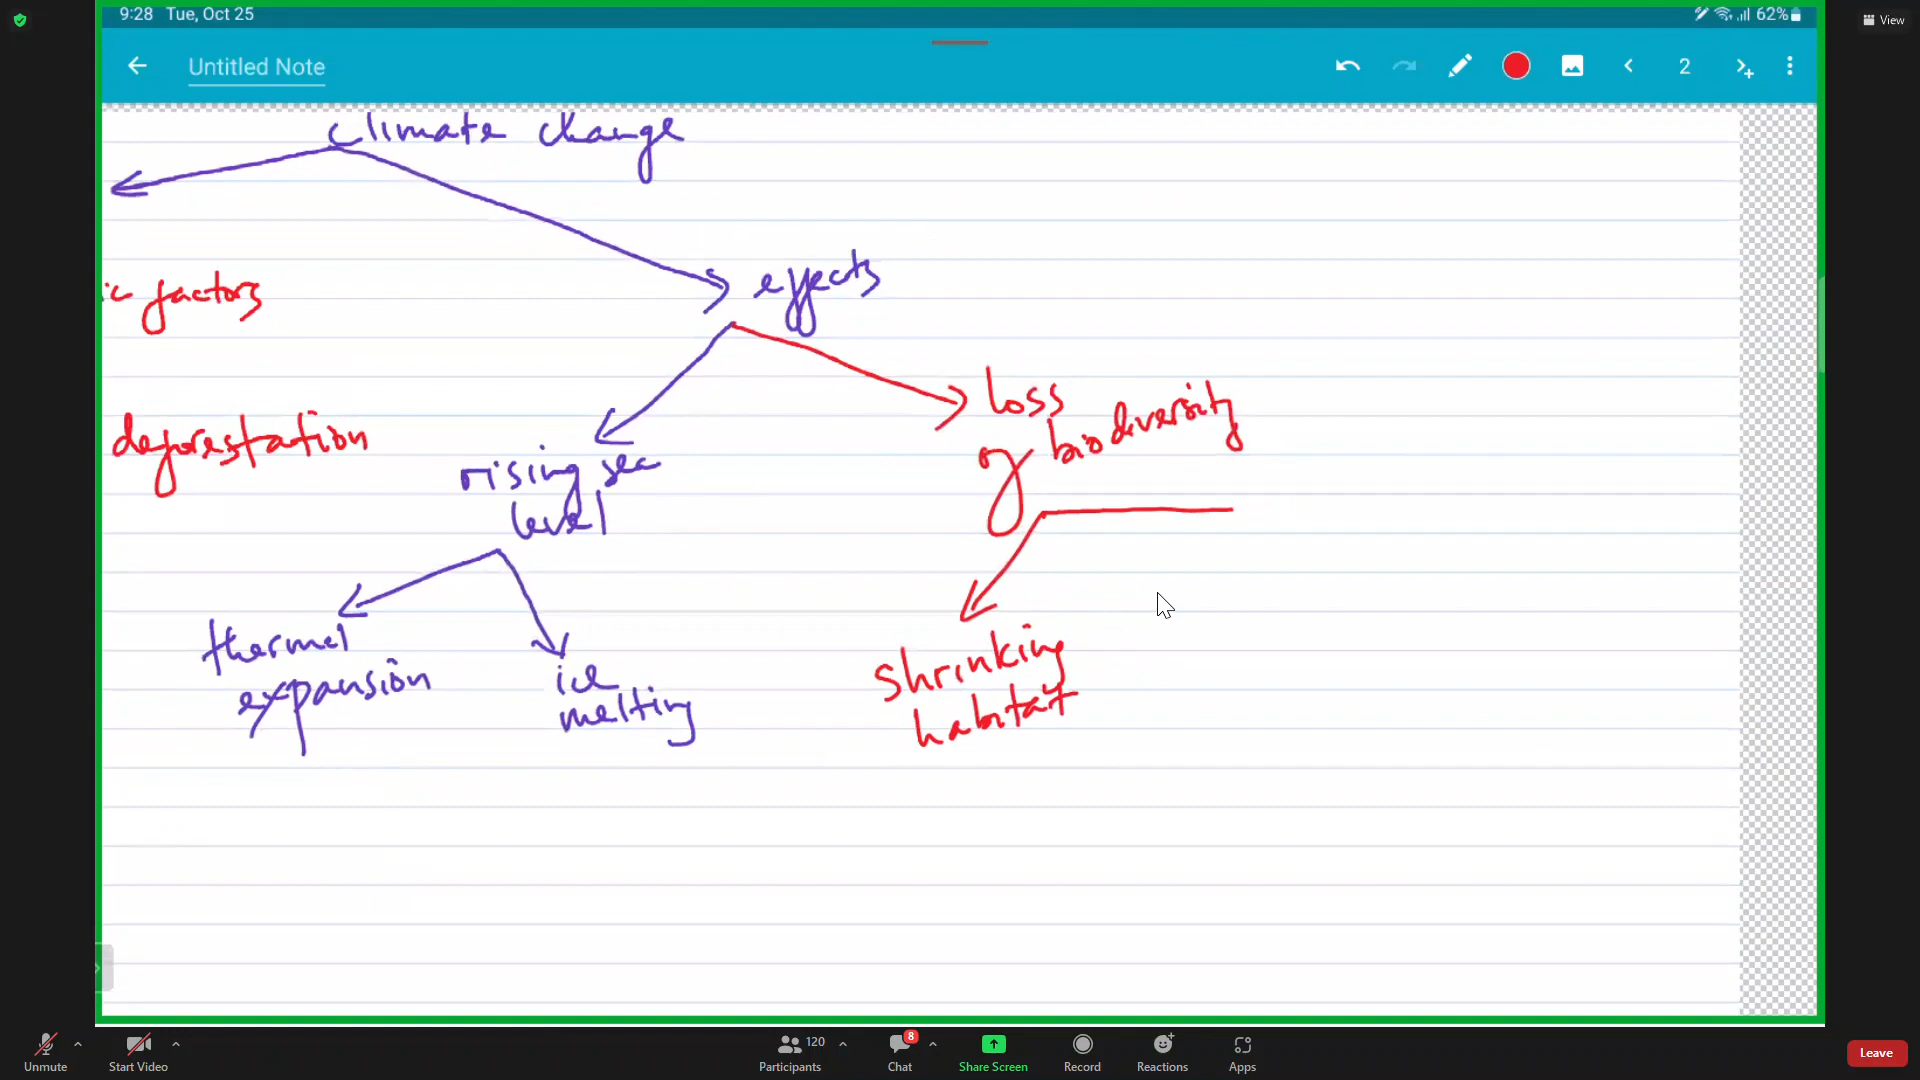 9:28 Tue, Oct 25
62%
View
Untitled Note
2
climate change
effects
ic factors
loss
of biodiversity
deforestation
rising sea
level
thermal
expansion
ice
melting
shrinking
habitat
Unmute
Start Video
120
Participants
8
Chat
Share Screen
Record
Reactions
Apps
Leave